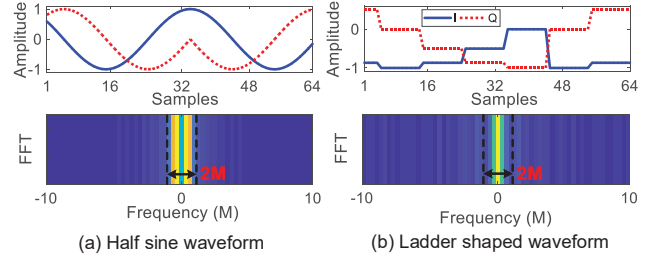 Amplitude
1
0
-1
1 16 32 48 64
Samples
FFT
2M
-10 0 10
Frequency (M)
(a) Half sine waveform
Amplitude
I Q
0
-1
1 16 32 48 64
Samples
FFT
2M
-10 0 10
Frequency (M)
(b) Ladder shaped waveform